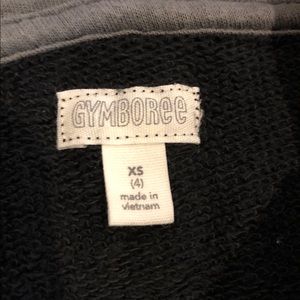 GYMBORee
XS
(4)
made in
vietnam